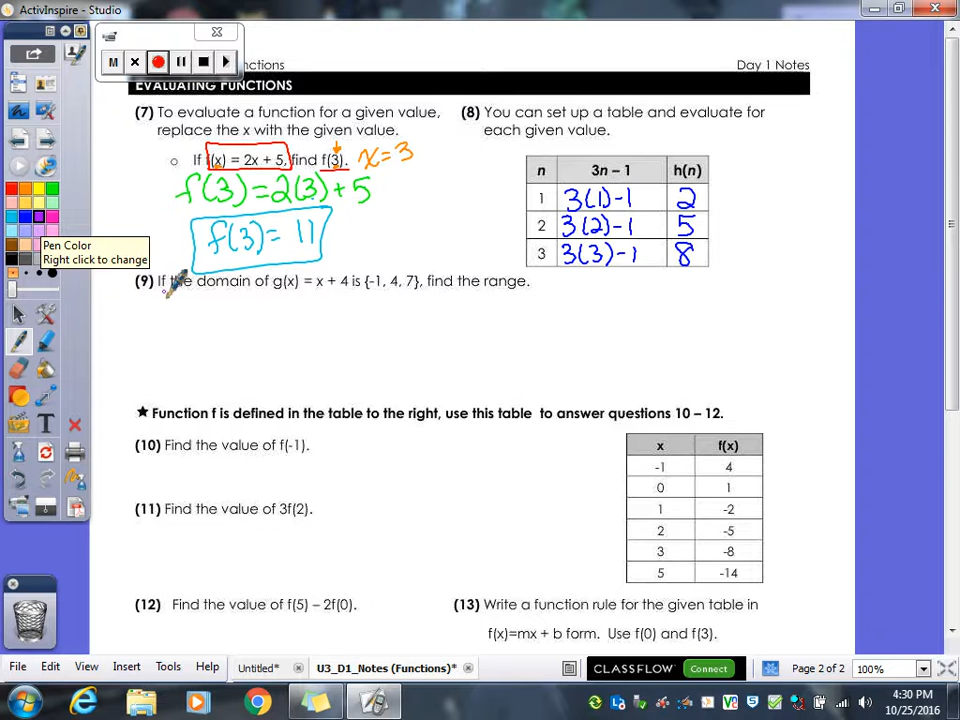 ActivInspire - Studio
M
unctions
Day 1 Notes
EVALUATING FUNCTIONS
(7) To evaluate a function for a given value,
replace the x with the given value.
o If f(x) = 2x + 5, find f(3). x=3
f(3)=2(3)+5
f(3)= 11
(8) You can set up a table and evaluate for
each given value.
n 3n – 1 h(n)
1 3(1)-1 2
2 3(2)-1 5
3 3(3)-1 8
Pen Color
Right click to change
(9) If the domain of g(x) = x + 4 is {-1, 4, 7}, find the range.
★ Function f is defined in the table to the right, use this table to answer questions 10 – 12.
(10) Find the value of f(-1).
(11) Find the value of 3f(2).
x f(x)
-1 4
0 1
1 -2
2 -5
3 -8
5 -14
(12) Find the value of f(5) – 2f(0).
(13) Write a function rule for the given table in
f(x)=mx + b form. Use f(0) and f(3).
File Edit View Insert Tools Help
Untitled*
U3_D1_Notes (Functions)*
CLASSFLOW Connect
Page 2 of 2
100%
4:30 PM
10/25/2016